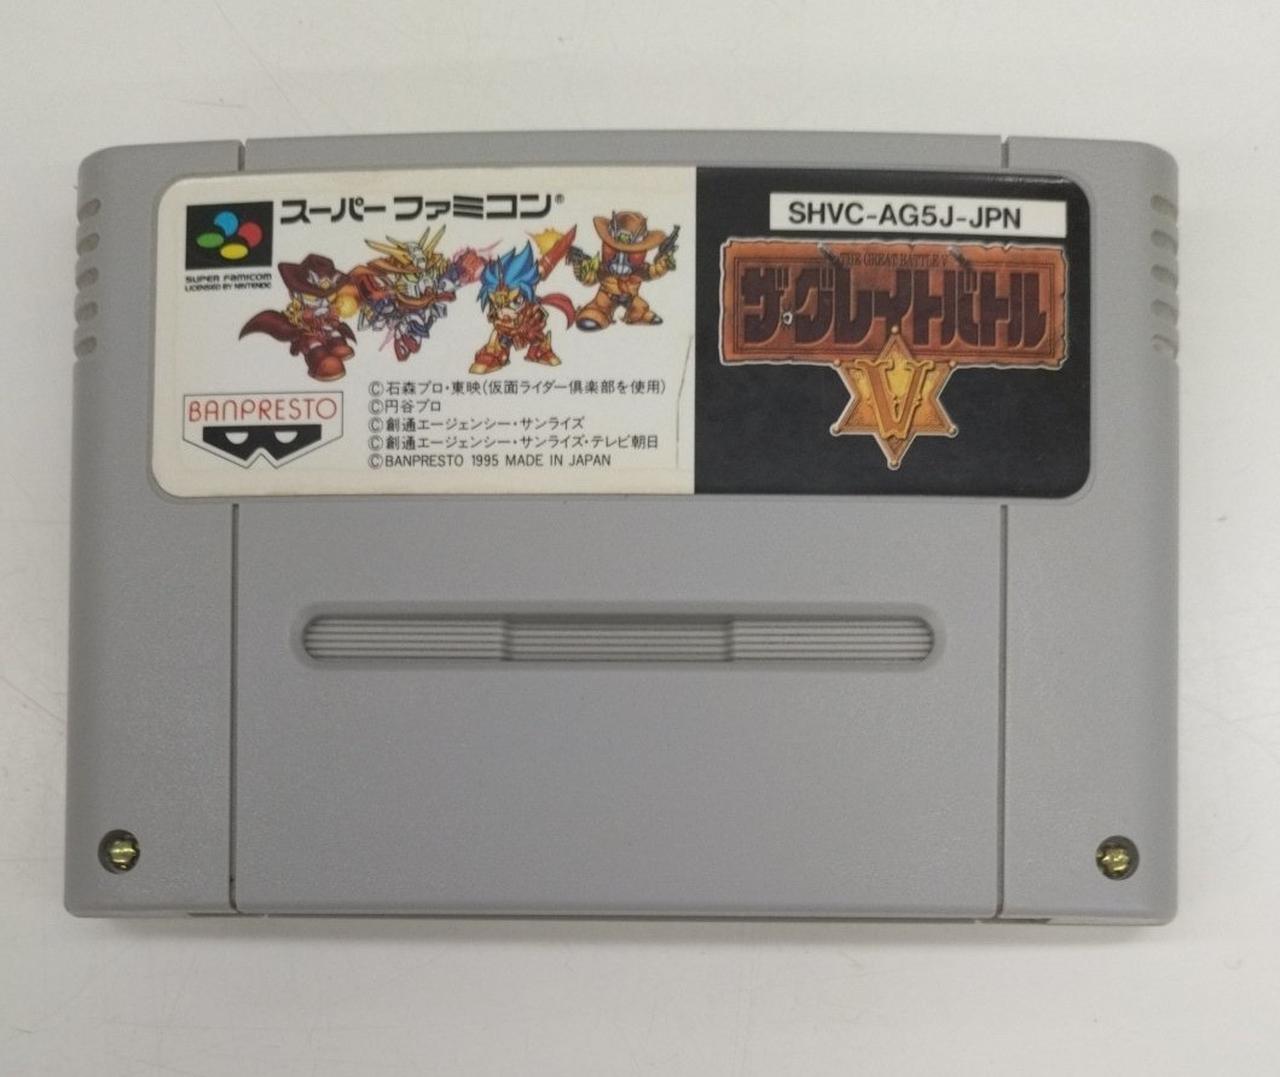 スーパーファミコン®
SUPER FAMICOM
LICENSED BY NINTENDO
BANPRESTO
©石森プロ・東映(仮面ライダー倶楽部を使用)
©円谷プロ
©創通エージェンシー・サンライズ
©創通エージェンシー・サンライズ・テレビ朝日
©BANPRESTO 1995 MADE IN JAPAN
SHVC-AG5J-JPN
THE GREAT BATTLE V
ザ・グレイトバトル
V